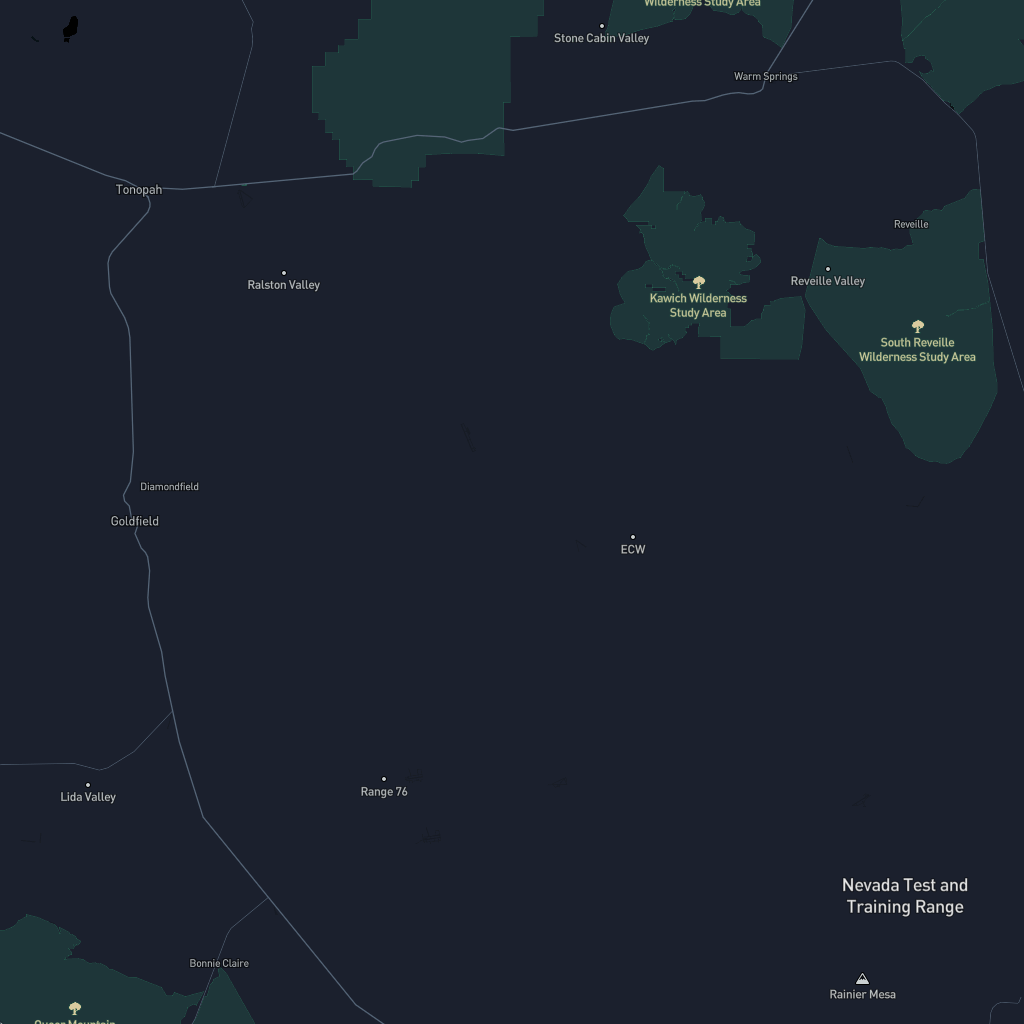 Wilderness Study Area
Stone Cabin Valley
Warm Springs
Tonopah
Reveille
Ralston Valley
Reveille Valley
Kawich Wilderness
Study Area
South Reveille
Wilderness Study Area
Diamondfield
Goldfield
ECW
Range 76
Lida Valley
Nevada Test and
Training Range
Bonnie Claire
Rainier Mesa